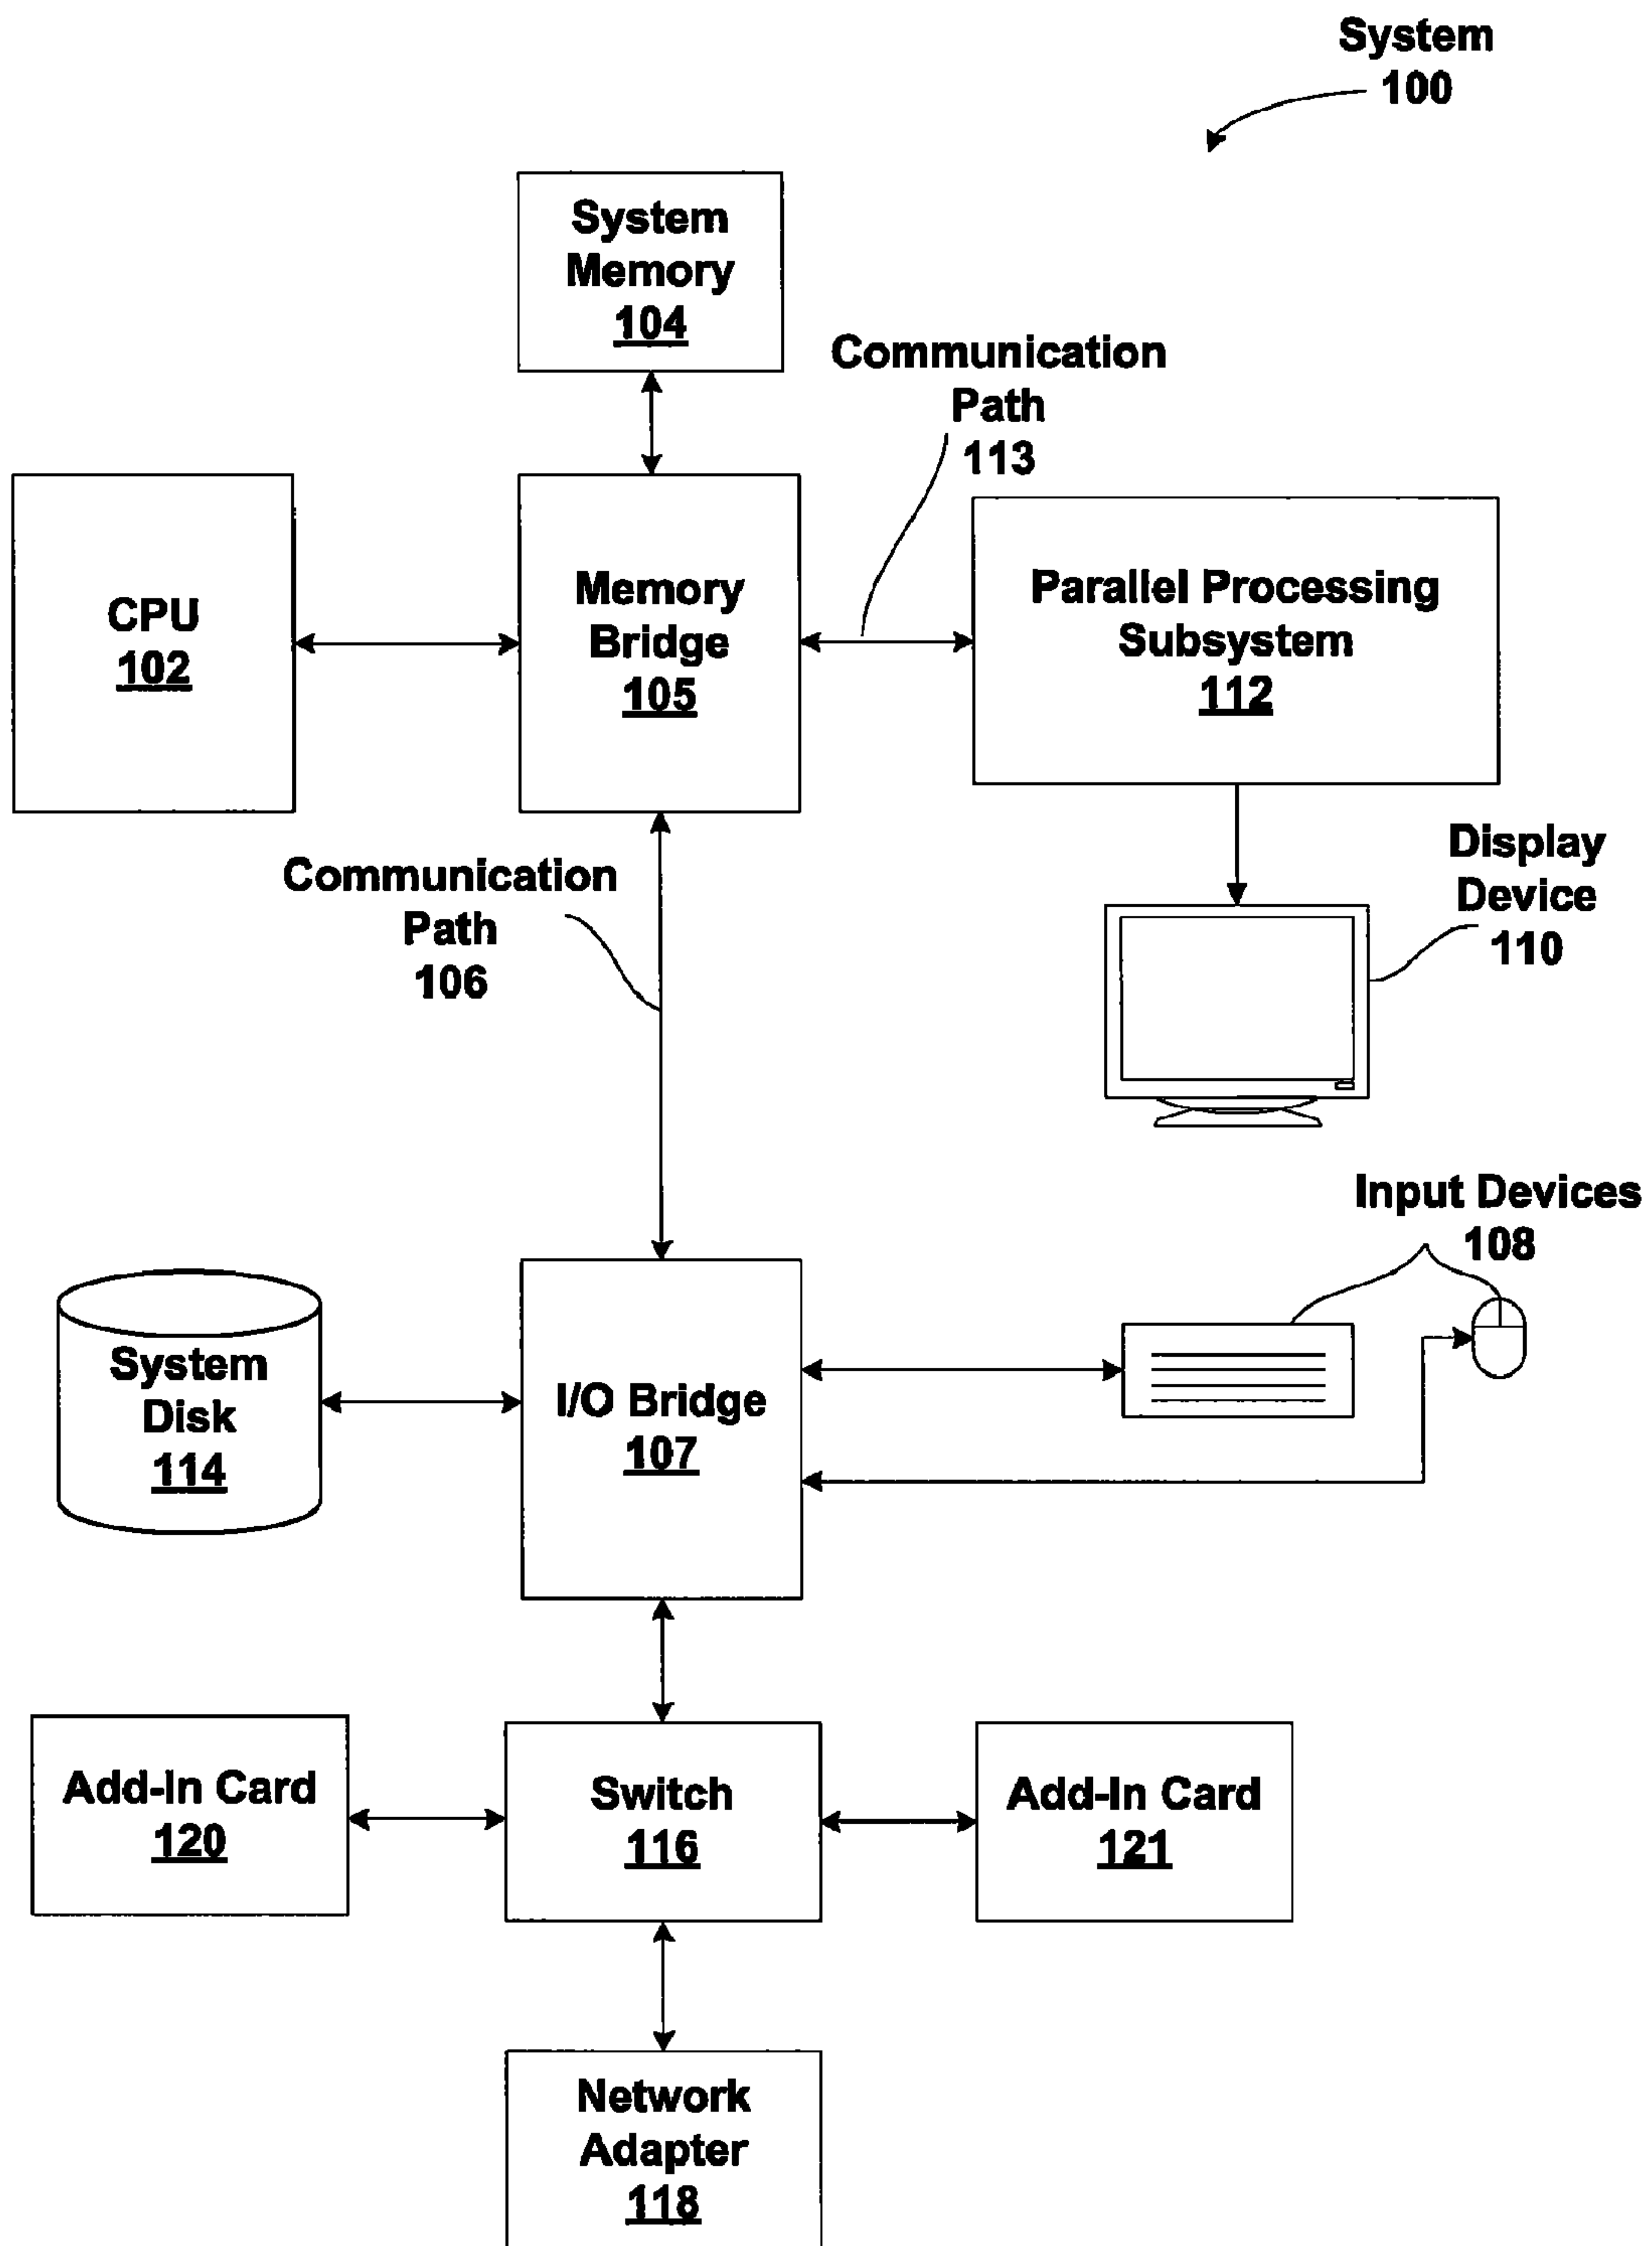 System
100
System
Memory
104
Communication
Path
113
CPU
102
Memory
Bridge
105
Parallel Processing
Subsystem
112
Communication
Path
106
Display
Device
110
Input Devices
108
System
Disk
114
I/O Bridge
107
Add-In Card
120
Switch
116
Add-In Card
121
Network
Adapter
118